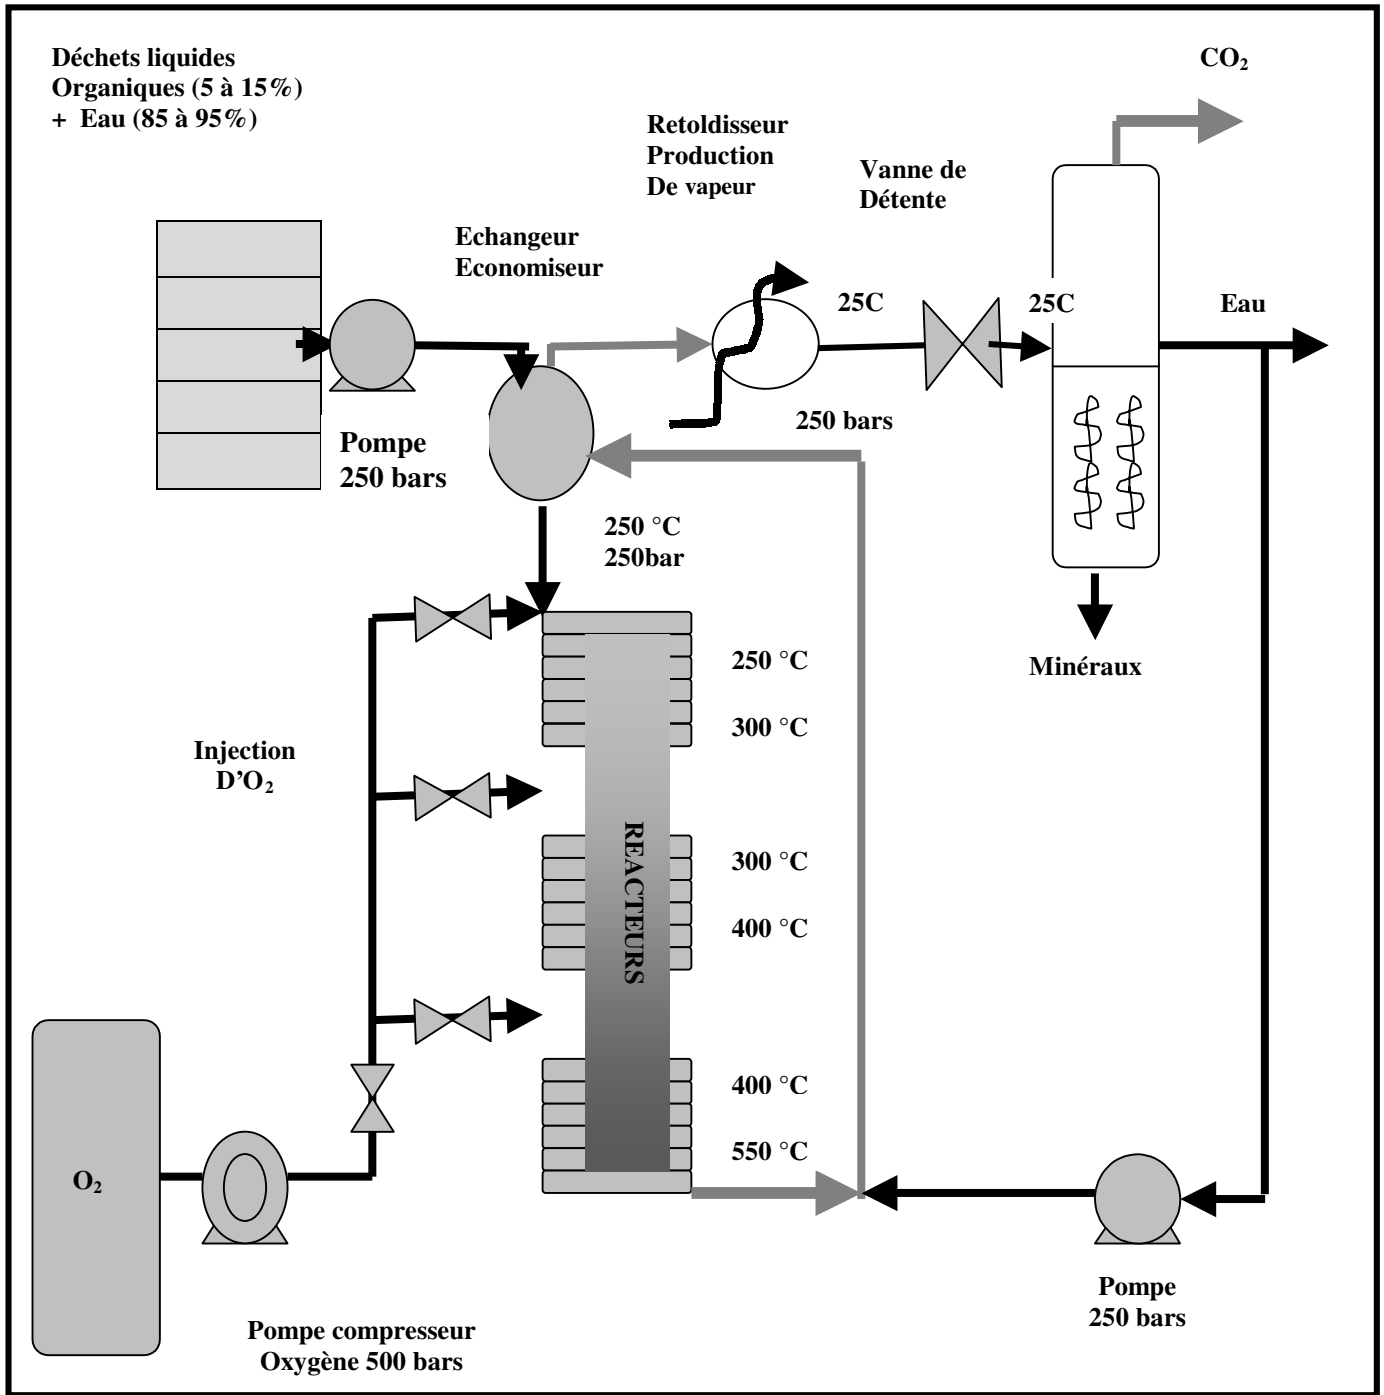 Déchets liquides
Organiques (5 à 15%)
+ Eau (85 à 95%)
CO₂
Retoldisseur
Production
De vapeur
Vanne de
Détente
Echangeur
Economiseur
25C
25C
Eau
250 bars
Pompe
250 bars
250 °C
250bar
Minéraux
250 °C
300 °C
Injection
D’O₂
REACTEURS
300 °C
400 °C
400 °C
550 °C
O₂
Pompe
250 bars
Pompe compresseur
Oxygène 500 bars